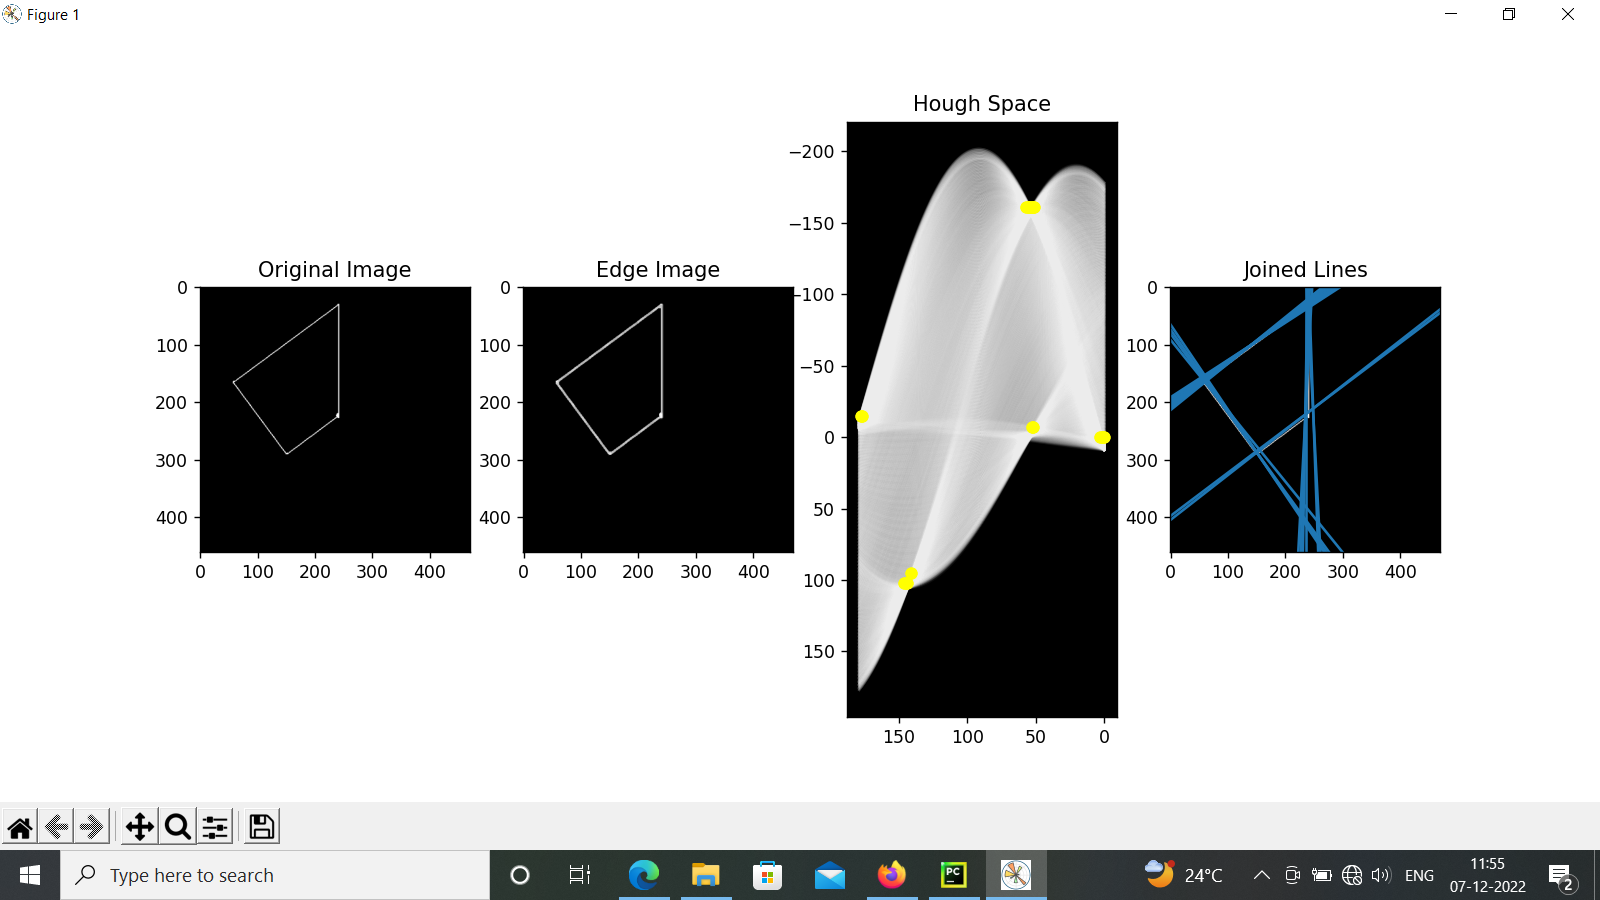 Figure 1
Original Image
0
100
200
300
400
0 100 200 300 400
Edge Image
0
100
200
300
400
0 100 200 300 400
Hough Space
−200
−150
−100
−50
0
50
100
150
150 100 50 0
Joined Lines
0
100
200
300
400
0 100 200 300 400
Type here to search
PC
24°C
ENG
11:55
07-12-2022
2